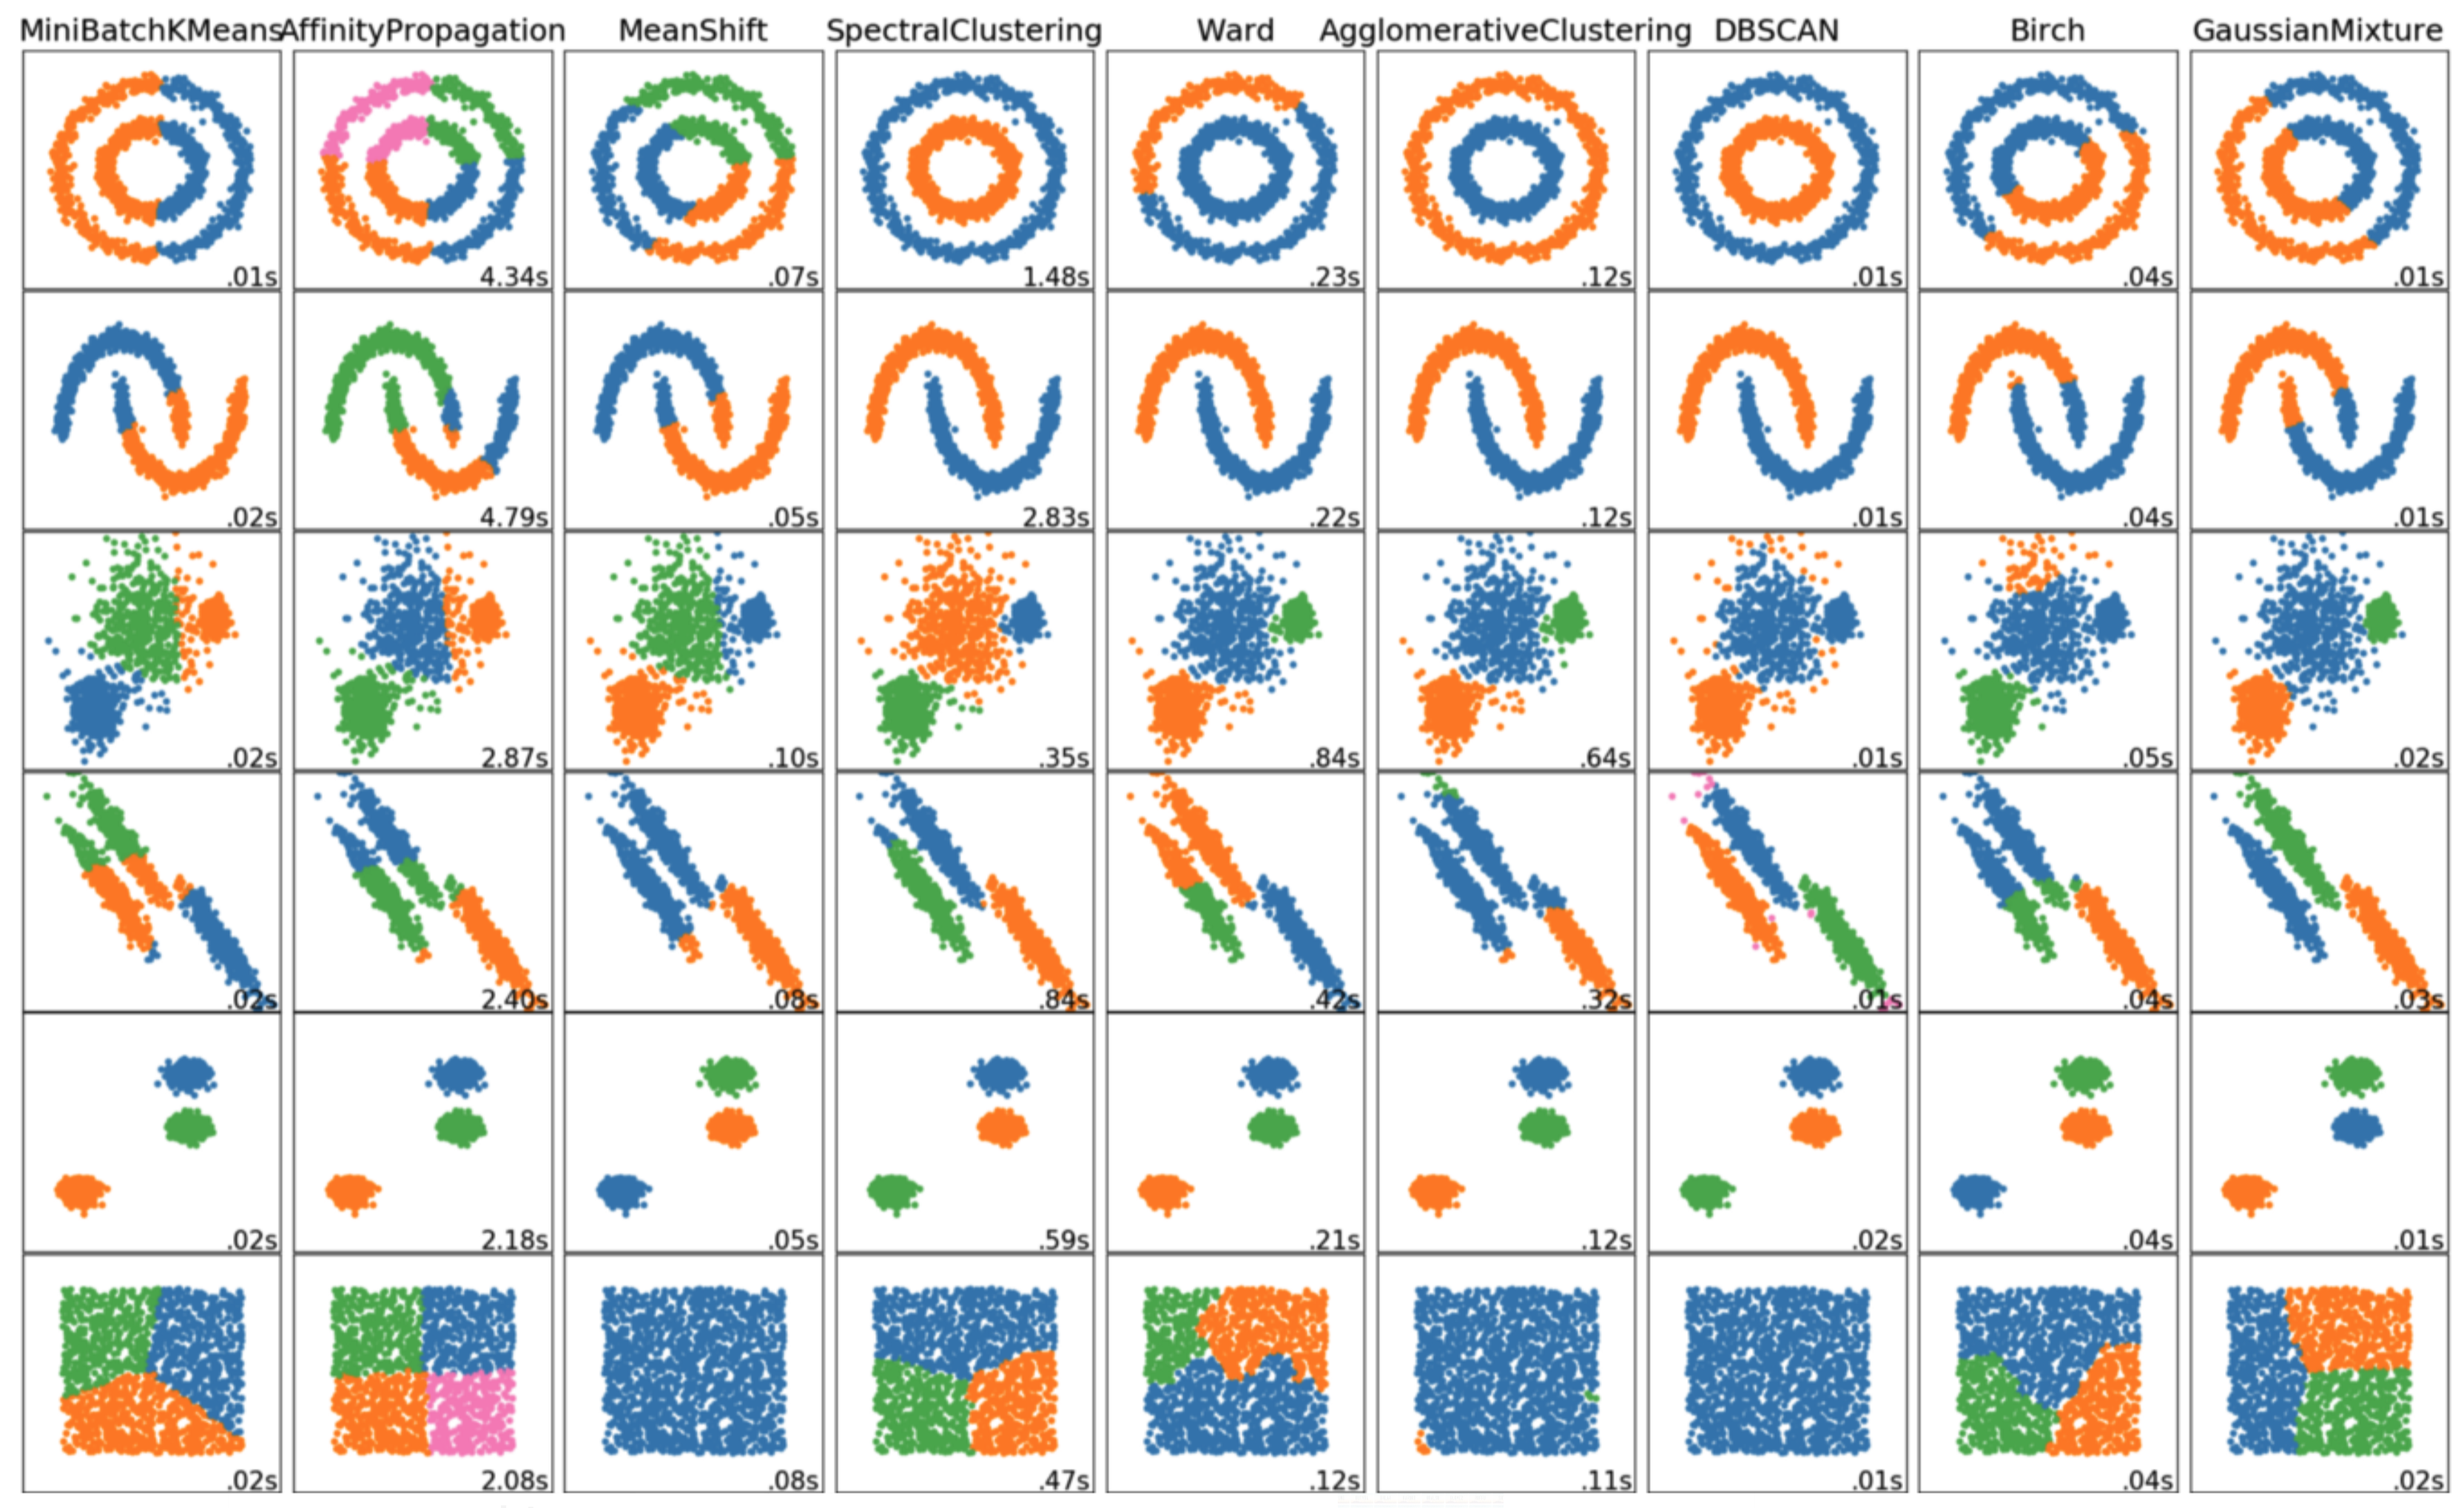 MiniBatchKMeans AffinityPropagation MeanShift SpectralClustering Ward AgglomerativeClustering DBSCAN Birch GaussianMixture
.01s 4.34s .07s 1.48s .23s .12s .01s .04s .01s
.02s 4.79s .05s 2.83s .22s .12s .01s .04s .01s
.02s 2.87s .10s .35s .84s .64s .01s .05s .02s
.02s 2.40s .08s .84s .42s .32s .01s .04s .03s
.02s 2.18s .05s .59s .21s .12s .02s .04s .01s
.02s 2.08s .08s .47s .12s .11s .01s .04s .02s